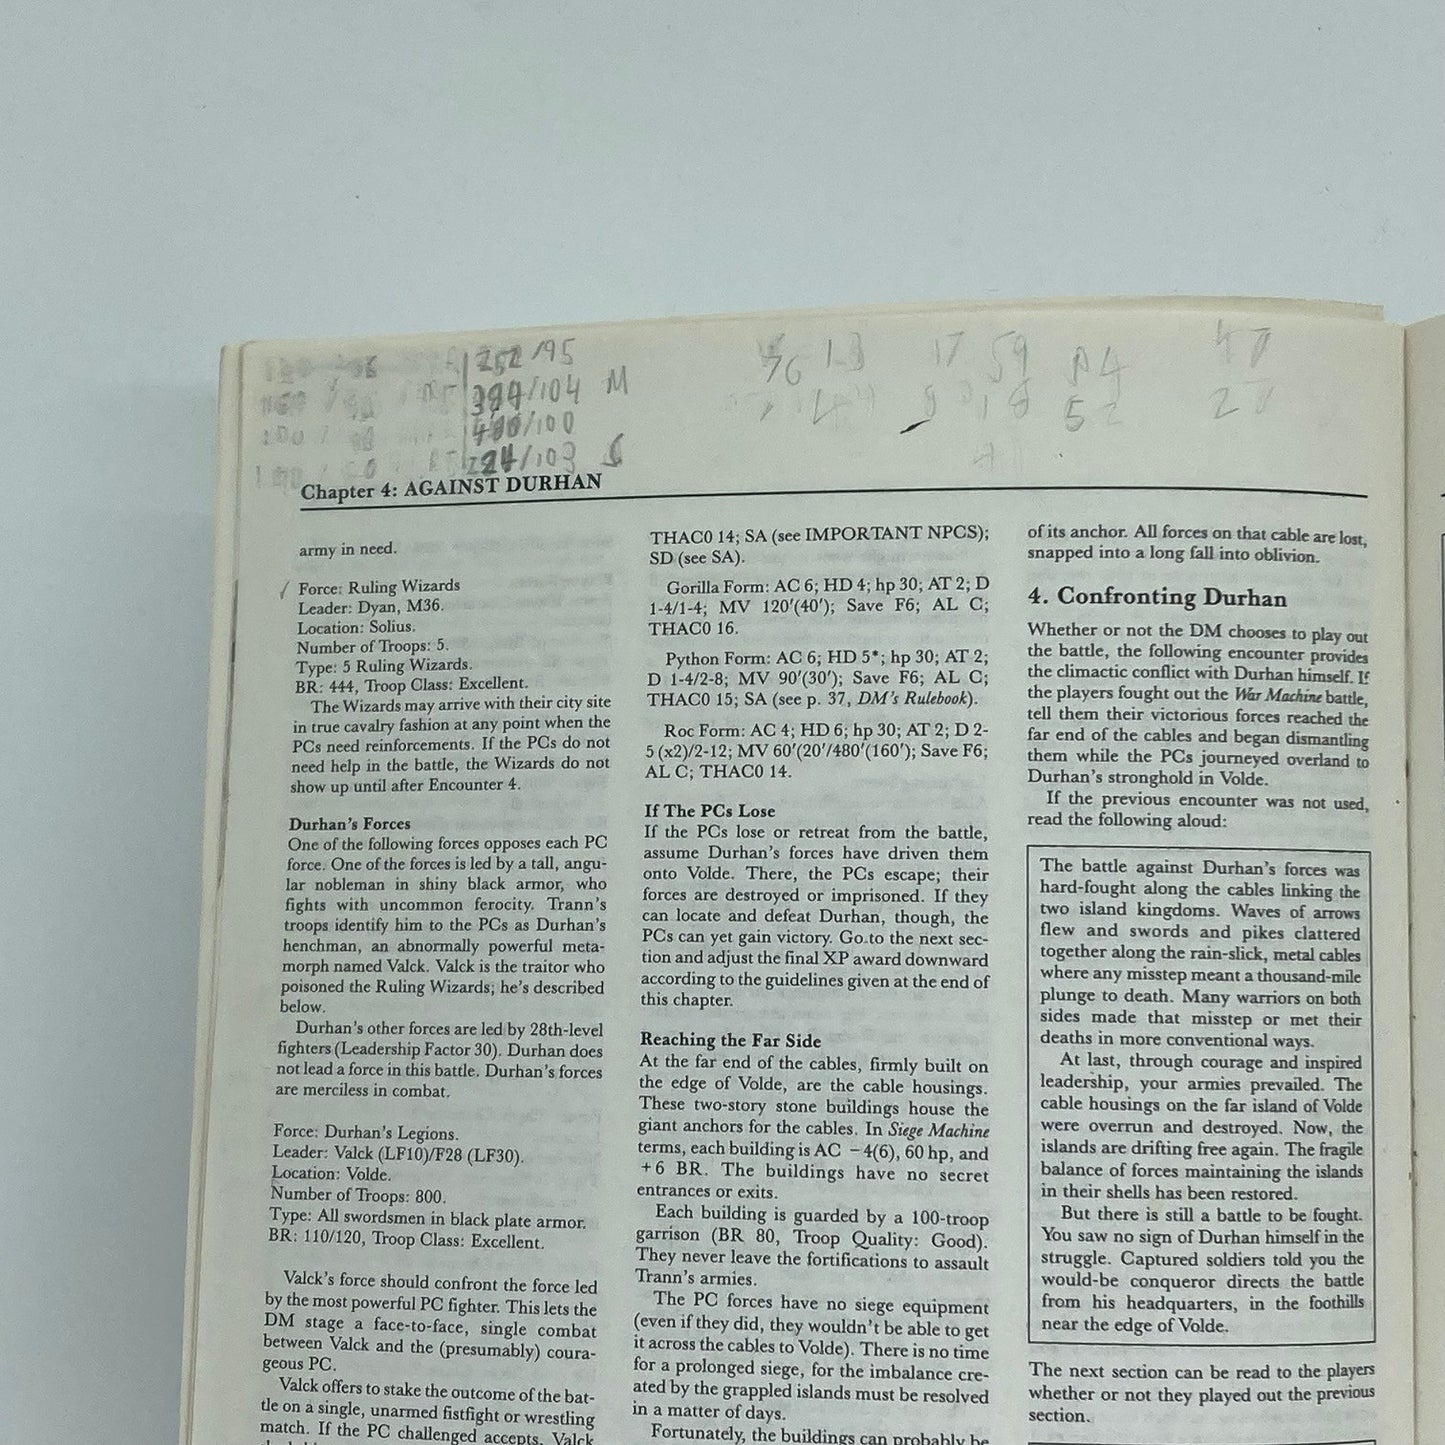 252/95
/104 M
/100
224/103
76 13 17 59 04
52 2
Chapter 4: AGAINST DURHAN
army in need.
Force: Ruling Wizards
Leader: Dyan, M36.
Location: Solius.
Number of Troops: 5.
Type: 5 Ruling Wizards.
BR: 444, Troop Class: Excellent.
The Wizards may arrive with their city site
in true cavalry fashion at any point when the
PCs need reinforcements. If the PCs do not
need help in the battle, the Wizards do not
show up until after Encounter 4.
Durhan's Forces
One of the following forces opposes each PC
force. One of the forces is led by a tall, angu-
lar nobleman in shiny black armor, who
fights with uncommon ferocity. Trann's
troops identify him to the PCs as Durhan's
henchman, an abnormally powerful meta-
morph named Valck. Valck is the traitor who
poisoned the Ruling Wizards; he's described
below.
Durhan's other forces are led by 28th-level
fighters (Leadership Factor 30). Durhan does
not lead a force in this battle. Durhan's forces
are merciless in combat.
Force: Durhan's Legions.
Leader: Valck (LF10)/F28 (LF30).
Location: Volde.
Number of Troops: 800.
Type: All swordsmen in black plate armor.
BR: 110/120, Troop Class: Excellent.
Valck's force should confront the force led
by the most powerful PC fighter. This lets the
DM stage a face-to-face, single combat
between Valck and the (presumably) coura-
geous PC.
Valck offers to stake the outcome of the bat-
tle on a single, unarmed fistfight or wrestling
match. If the PC challenged accepts, Valck
THAC0 14; SA (see IMPORTANT NPCS);
SD (see SA).
Gorilla Form: AC 6; HD 4; hp 30; AT 2; D
1-4/1-4; MV 120'(40'); Save F6; AL C;
THAC0 16.
Python Form: AC 6; HD 5*; hp 30; AT 2;
D 1-4/2-8; MV 90'(30'); Save F6; AL C;
THAC0 15; SA (see p. 37, DM's Rulebook).
Roc Form: AC 4; HD 6; hp 30; AT 2; D 2-
5 (x2)/2-12; MV 60'(20'/480'(160'); Save F6;
AL C; THAC0 14.
If The PCs Lose
If the PCs lose or retreat from the battle,
assume Durhan's forces have driven them
onto Volde. There, the PCs escape; their
forces are destroyed or imprisoned. If they
can locate and defeat Durhan, though, the
PCs can yet gain victory. Go to the next sec-
tion and adjust the final XP award downward
according to the guidelines given at the end of
this chapter.
Reaching the Far Side
At the far end of the cables, firmly built on
the edge of Volde, are the cable housings.
These two-story stone buildings house the
giant anchors for the cables. In Siege Machine
terms, each building is AC −4(6), 60 hp, and
+6 BR. The buildings have no secret
entrances or exits.
Each building is guarded by a 100-troop
garrison (BR 80, Troop Quality: Good).
They never leave the fortifications to assault
Trann's armies.
The PC forces have no siege equipment
(even if they did, they wouldn't be able to get
it across the cables to Volde). There is no time
for a prolonged siege, for the imbalance cre-
ated by the grappled islands must be resolved
in a matter of days.
Fortunately, the buildings can probably be
of its anchor. All forces on that cable are lost,
snapped into a long fall into oblivion.
4. Confronting Durhan
Whether or not the DM chooses to play out
the battle, the following encounter provides
the climactic conflict with Durhan himself. If
the players fought out the War Machine battle,
tell them their victorious forces reached the
far end of the cables and began dismantling
them while the PCs journeyed overland to
Durhan's stronghold in Volde.
If the previous encounter was not used,
read the following aloud:
The battle against Durhan's forces was
hard-fought along the cables linking the
two island kingdoms. Waves of arrows
flew and swords and pikes clattered
together along the rain-slick, metal cables
where any misstep meant a thousand-mile
plunge to death. Many warriors on both
sides made that misstep or met their
deaths in more conventional ways.
At last, through courage and inspired
leadership, your armies prevailed. The
cable housings on the far island of Volde
were overrun and destroyed. Now, the
islands are drifting free again. The fragile
balance of forces maintaining the islands
in their shells has been restored.
But there is still a battle to be fought.
You saw no sign of Durhan himself in the
struggle. Captured soldiers told you the
would-be conqueror directs the battle
from his headquarters, in the foothills
near the edge of Volde.
The next section can be read to the players
whether or not they played out the previous
section.